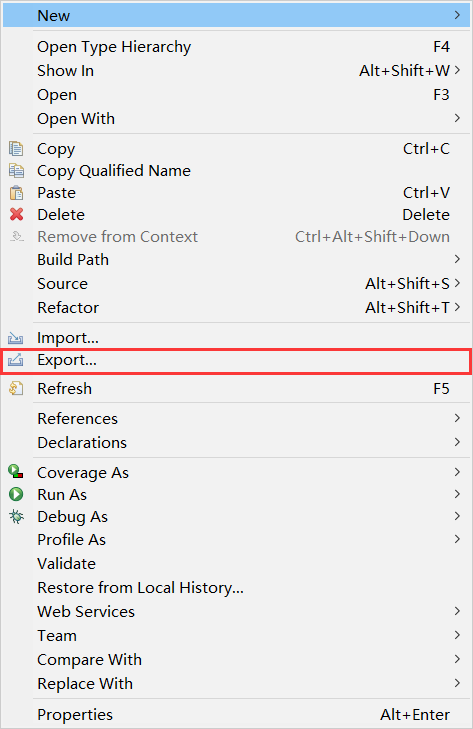 New
Open Type Hierarchy F4
Show In Alt+Shift+W
Open F3
Open With
Copy Ctrl+C
Copy Qualified Name
Paste Ctrl+V
Delete Delete
Remove from Context Ctrl+Alt+Shift+Down
Build Path
Source Alt+Shift+S
Refactor Alt+Shift+T
Import...
Export...
Refresh F5
References
Declarations
Coverage As
Run As
Debug As
Profile As
Validate
Restore from Local History...
Web Services
Team
Compare With
Replace With
Properties Alt+Enter